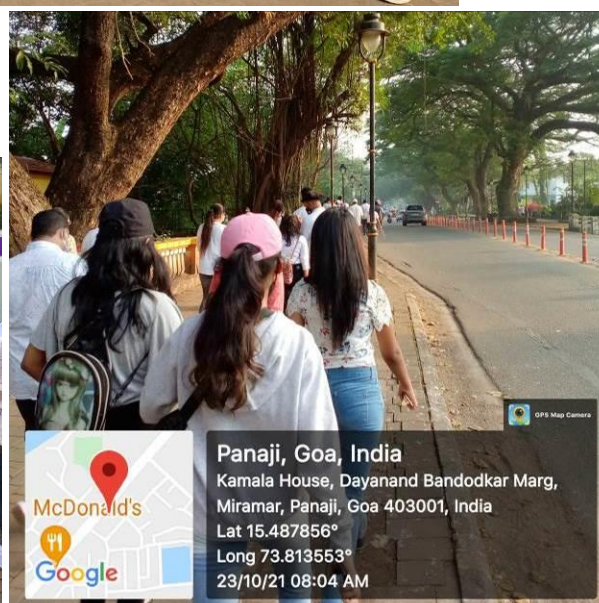 GPS Map Camera
Panaji, Goa, India
Kamala House, Dayanand Bandodkar Marg,
Miramar, Panaji, Goa 403001, India
Lat 15.487856°
Long 73.813553°
23/10/21 08:04 AM
McDonald's
Google